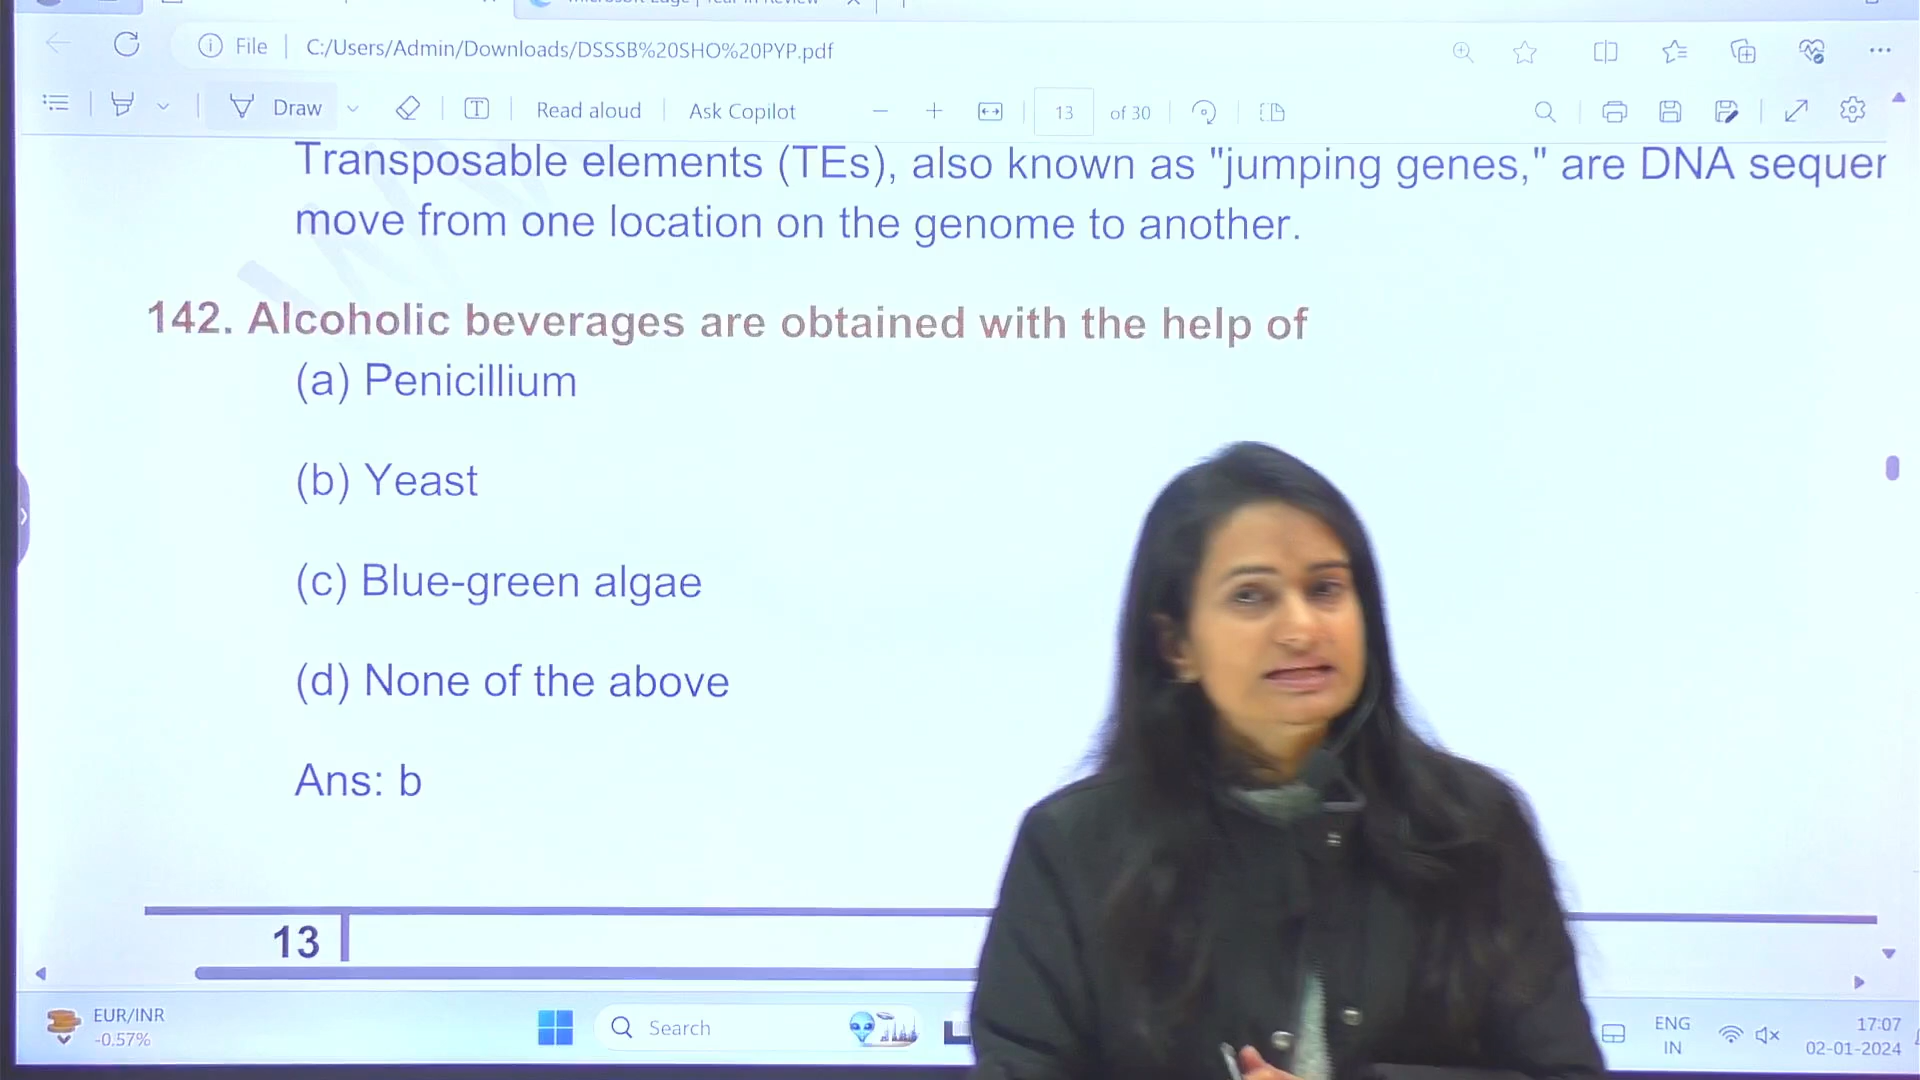 File
C:/Users/Admin/Downloads/DSSSB%20SHO%20PYP.pdf
Draw
Read aloud
Ask Copilot
13 of 30
Transposable elements (TEs), also known as "jumping genes," are DNA
move from one location on the genome to another.
142. Alcoholic beverages are obtained with the help of
(a) Penicillium
(b) Yeast
(c) Blue-green algae
(d) None of the above
Ans: b
13
EUR/INR
-0.57%
Search
ENG
IN
17:07
02-01-2024